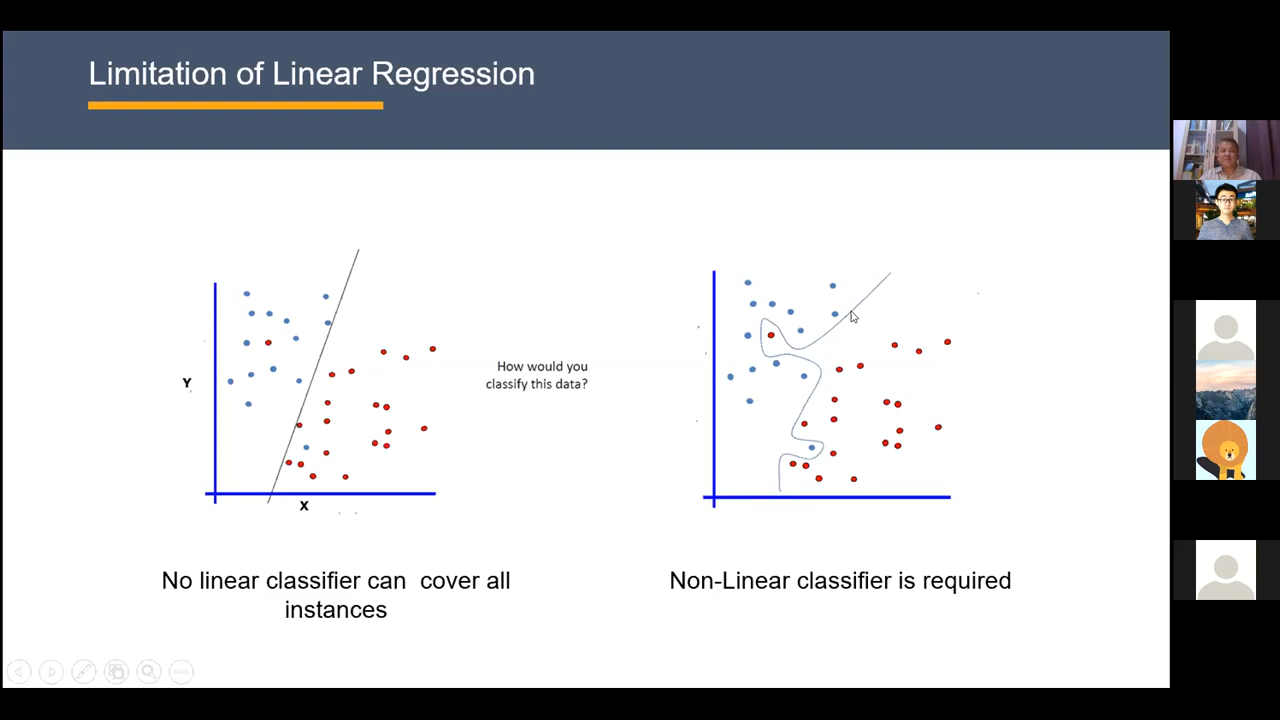 Limitation of Linear Regression
Y
X
How would you
classify this data?
No linear classifier can cover all
instances
Non-Linear classifier is required